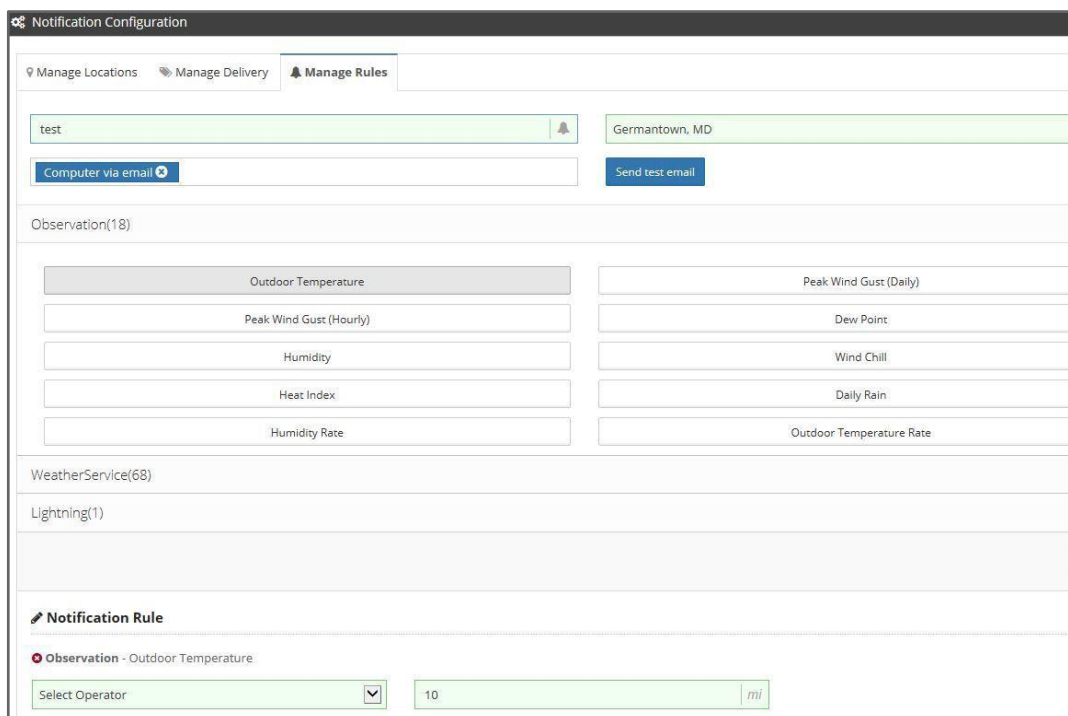 Notification Configuration
Manage Locations Manage Delivery Manage Rules
test Germantown, MD
Computer via email Send test email
Observation(18)
Outdoor Temperature Peak Wind Gust (Daily)
Peak Wind Gust (Hourly) Dew Point
Humidity Wind Chill
Heat Index Daily Rain
Humidity Rate Outdoor Temperature Rate
WeatherService(68)
Lightning(1)
Notification Rule
Observation - Outdoor Temperature
Select Operator 10 mi